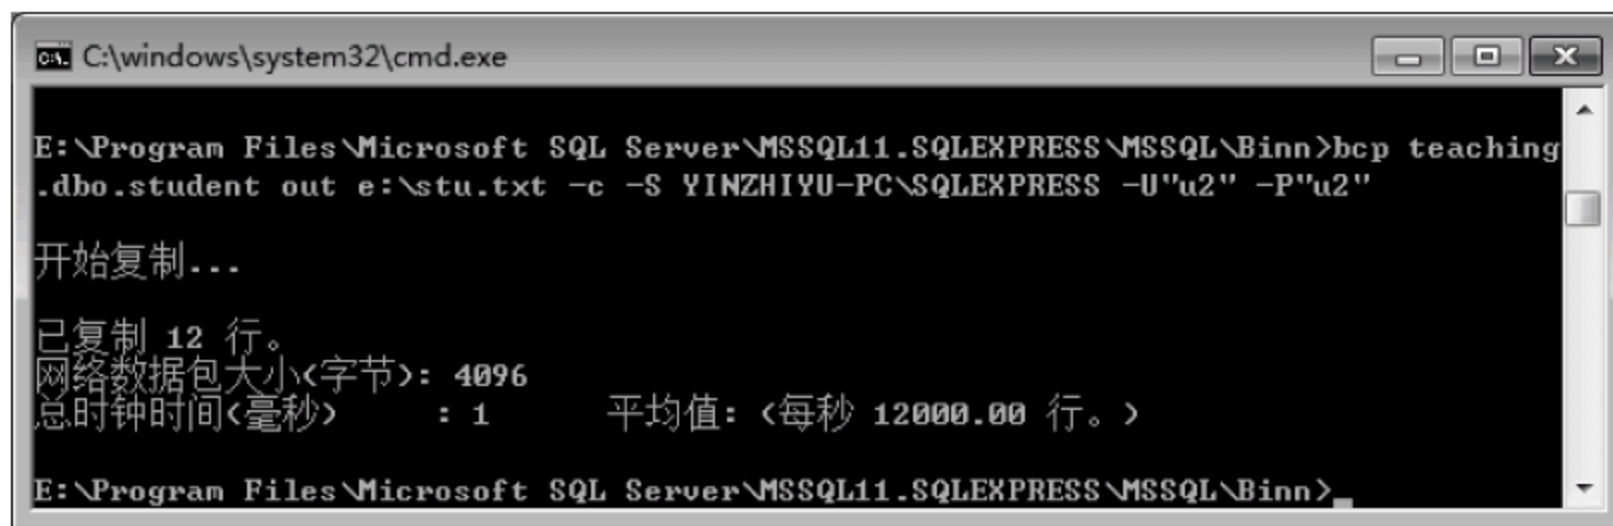 C:\windows\system32\cmd.exe
E:\Program Files\Microsoft SQL Server\MSSQL11.SQLEXPRESS\MSSQL\Binn>bcp teaching
.dbo.student out e:\stu.txt -c -S YINZHIYU-PC\SQLEXPRESS -U"u2" -P"u2"
开始复制...
已复制 12 行。
网络数据包大小(字节): 4096
总时钟时间(毫秒)     : 1      平均值: (每秒 12000.00 行。)
E:\Program Files\Microsoft SQL Server\MSSQL11.SQLEXPRESS\MSSQL\Binn>_